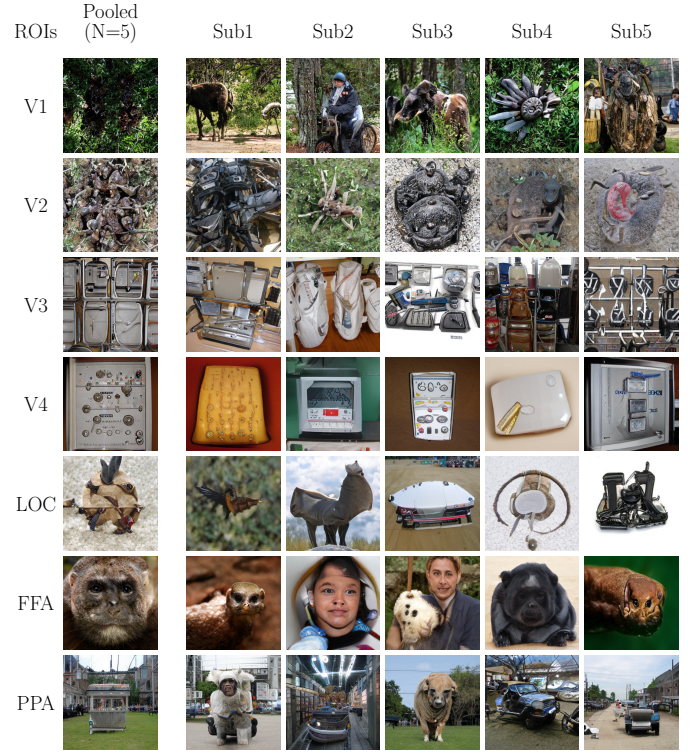 Pooled
ROIs (N=5) Sub1 Sub2 Sub3 Sub4 Sub5
V1
V2
V3
V4
LOC
FFA
PPA